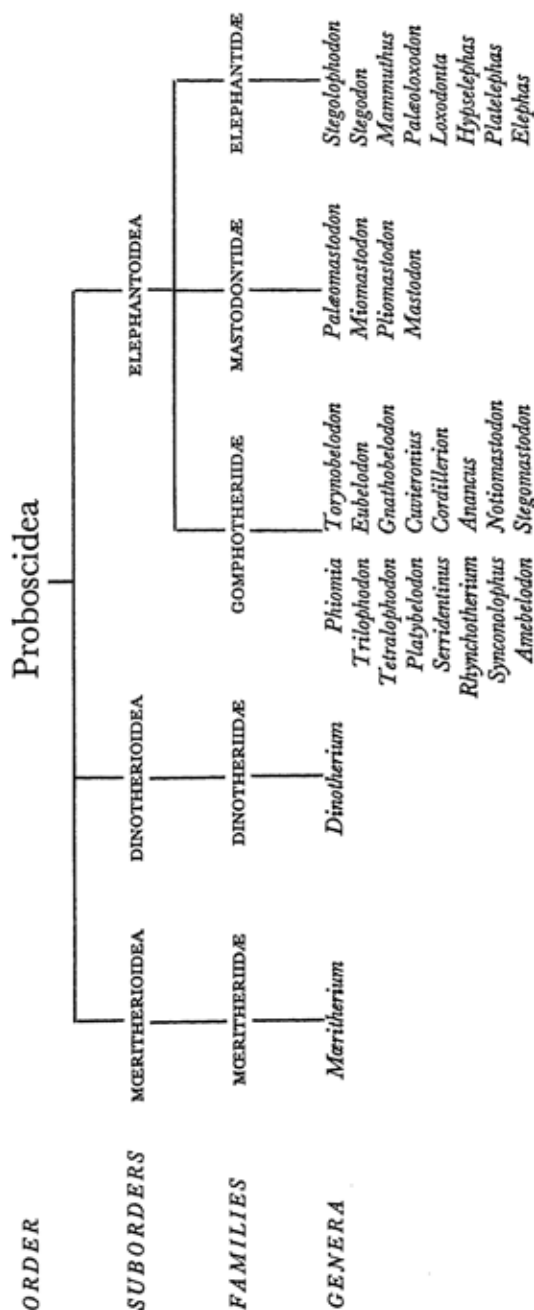 ORDER
Proboscidea
SUBORDERS
MŒRITHERIOIDEA
DINOTHERIOIDEA
ELEPHANTOIDEA
FAMILIES
MŒRITHERIIDÆ
DINOTHERIIDÆ
GOMPHOTHERIIDÆ
MASTODONTIDÆ
ELEPHANTIDÆ
GENERA
Mœritherium
Dinotherium
Phiomia
Trilophodon
Tetralophodon
Platybelodon
Serridentinus
Rhynchotherium
Synconolophus
Amebelodon
Torynobelodon
Eubelodon
Gnathobelodon
Cuvieronius
Cordillerion
Anancus
Notiomastodon
Stegomastodon
Palæomastodon
Miomastodon
Pliomastodon
Mastodon
Stegolophodon
Stegodon
Mammuthus
Palæoloxodon
Loxodonta
Hypselephas
Platelephas
Elephas